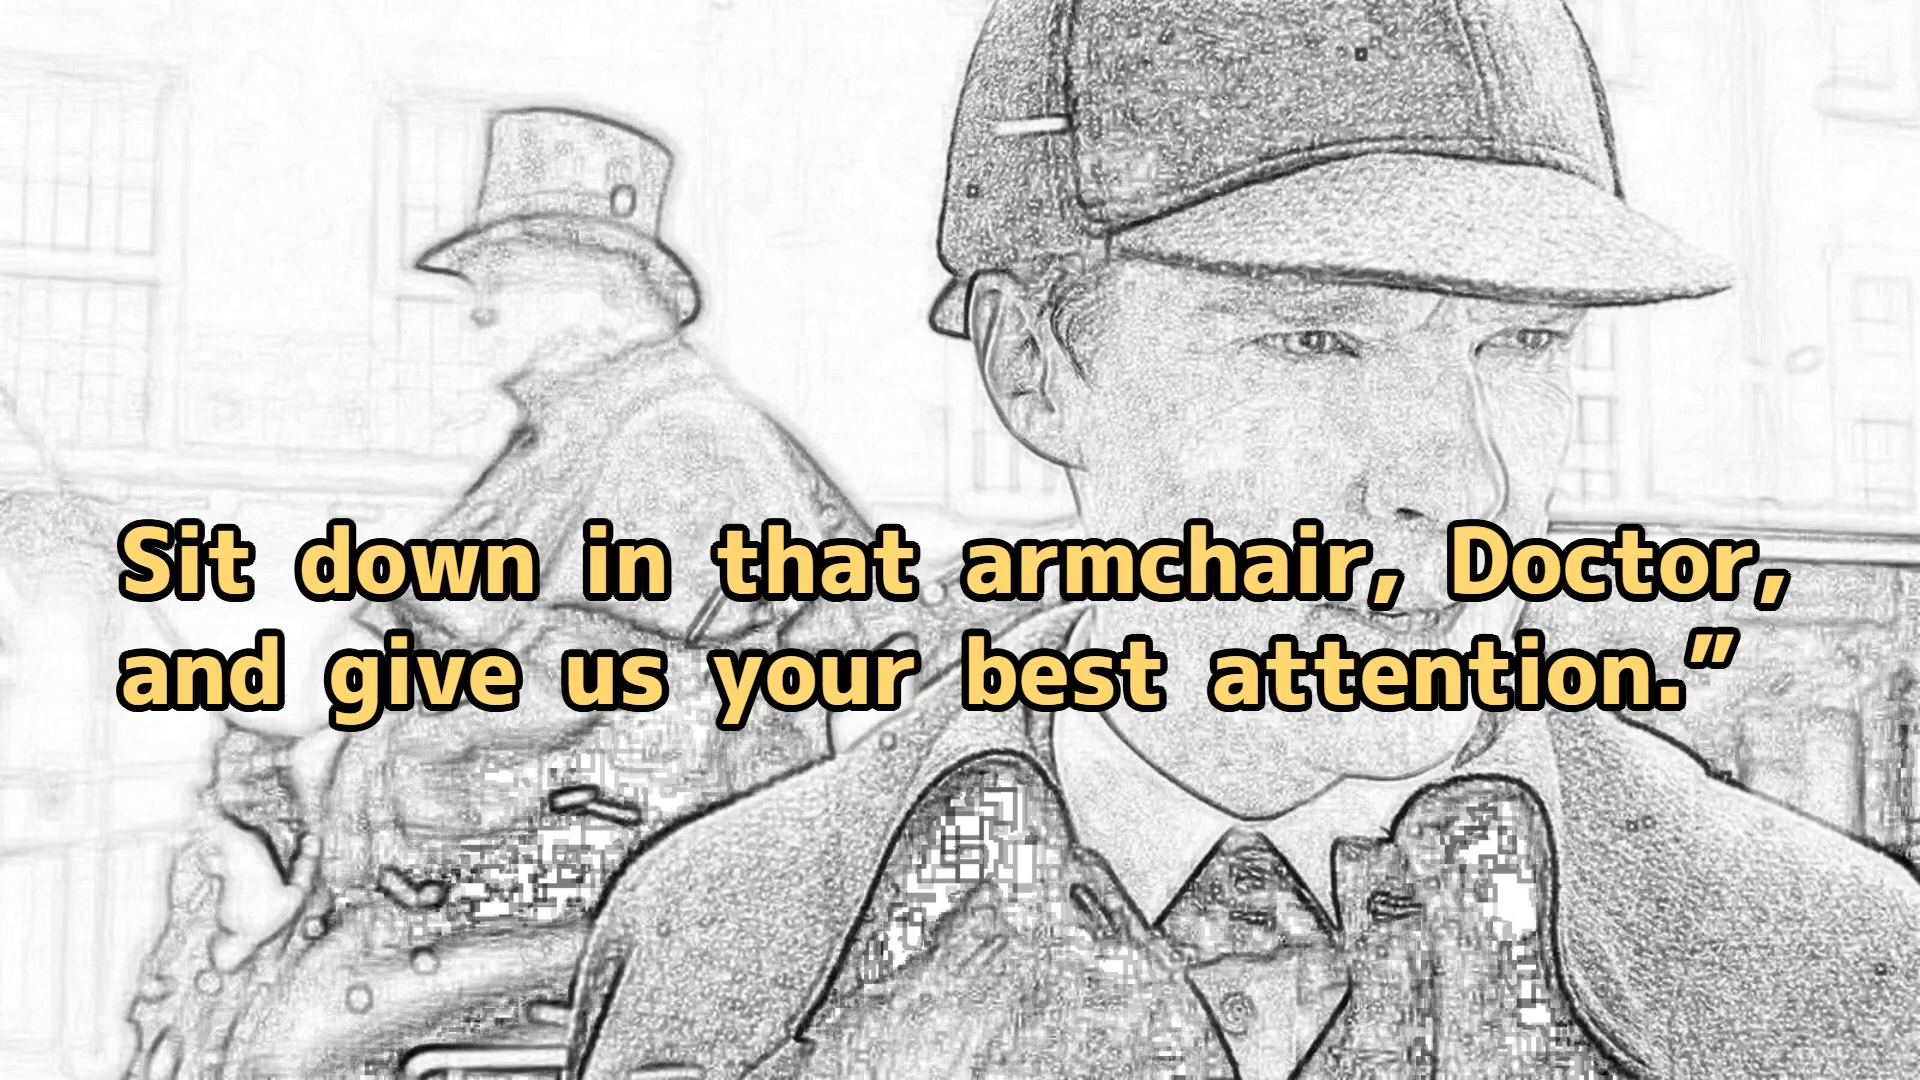 Sit down in that armchair, Doctor,
and give us your best attention.”